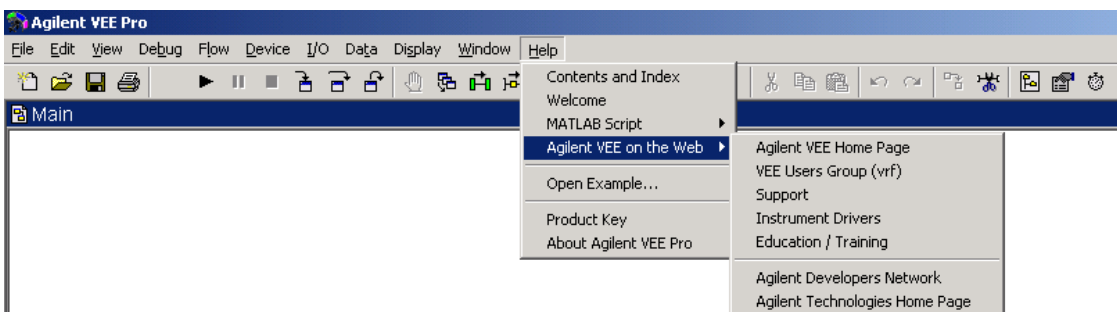 Agilent VEE Pro
File Edit View Debug Flow Device I/O Data Display Window Help
Main
Contents and Index
Welcome
MATLAB Script
Agilent VEE on the Web
Open Example...
Product Key
About Agilent VEE Pro
Agilent VEE Home Page
VEE Users Group (vrf)
Support
Instrument Drivers
Education / Training
Agilent Developers Network
Agilent Technologies Home Page